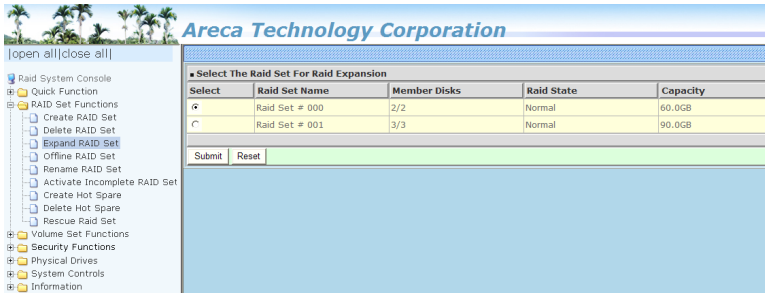 Areca Technology Corporation
|open all|close all|
Raid System Console
Quick Function
RAID Set Functions
Create RAID Set
Delete RAID Set
Expand RAID Set
Offline RAID Set
Rename RAID Set
Activate Incomplete RAID Set
Create Hot Spare
Delete Hot Spare
Rescue Raid Set
Volume Set Functions
Security Functions
Physical Drives
System Controls
Information
Select The Raid Set For Raid Expansion
Select Raid Set Name Member Disks Raid State Capacity
Raid Set # 000 2/2 Normal 60.0GB
Raid Set # 001 3/3 Normal 90.0GB
Submit Reset